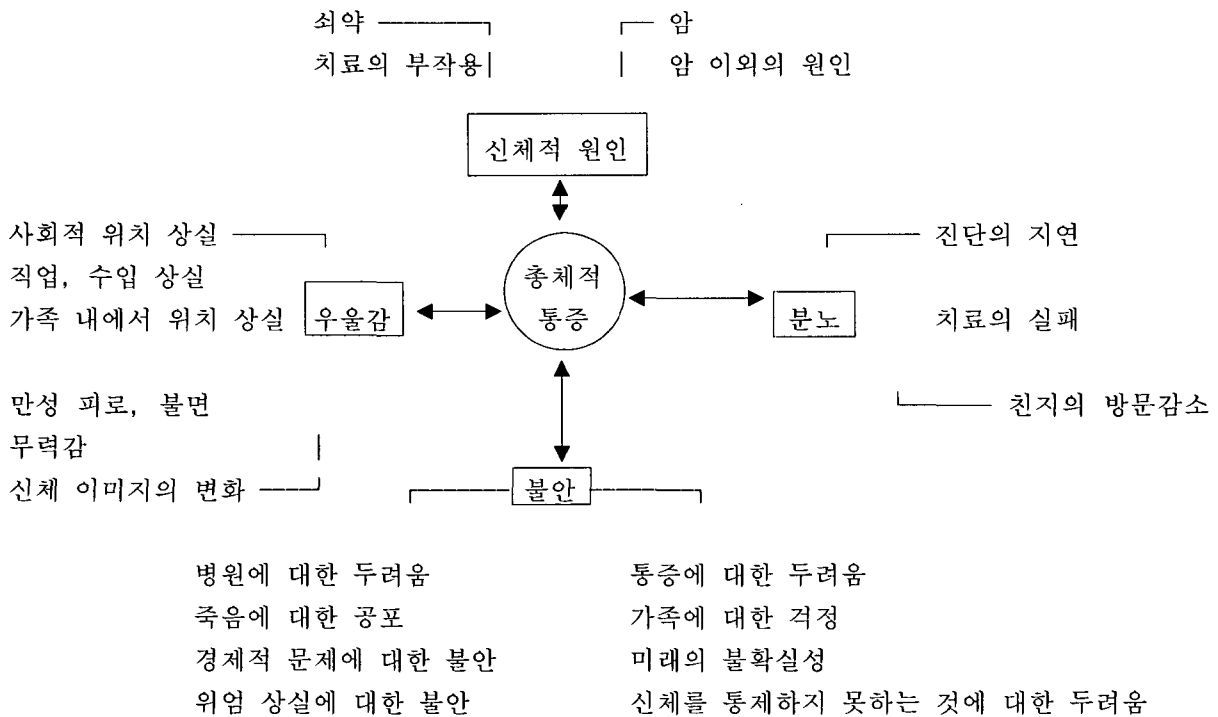 쇠약 암
치료의 부작용 암 이외의 원인
신체적 원인
사회적 위치 상실 진단의 지연
직업, 수입 상실
총체적
통증
가족 내에서 위치 상실 우울감 분노 치료의 실패
만성 피로, 불면 친지의 방문감소
무력감
신체 이미지의 변화 불안
병원에 대한 두려움 통증에 대한 두려움
죽음에 대한 공포 가족에 대한 걱정
경제적 문제에 대한 불안 미래의 불확실성
위엄 상실에 대한 불안 신체를 통제하지 못하는 것에 대한 두려움